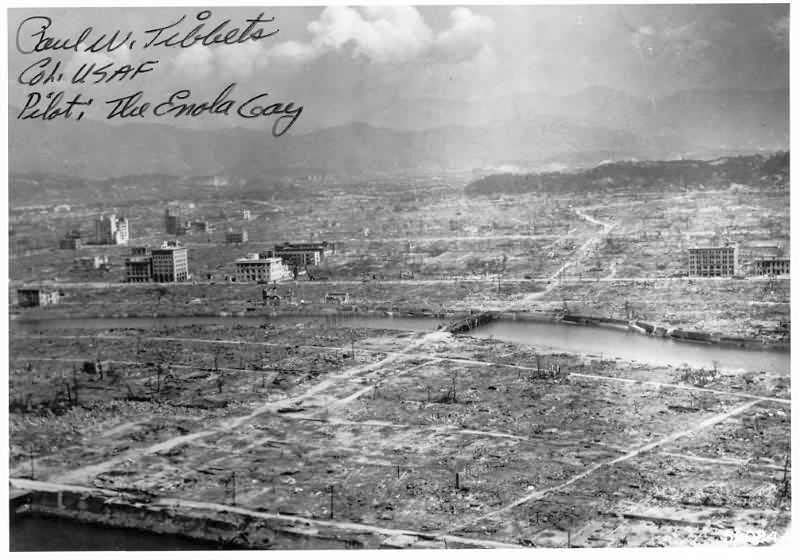 Paul W. Tibbets
Col. USAF
Pilot: The Enola Gay